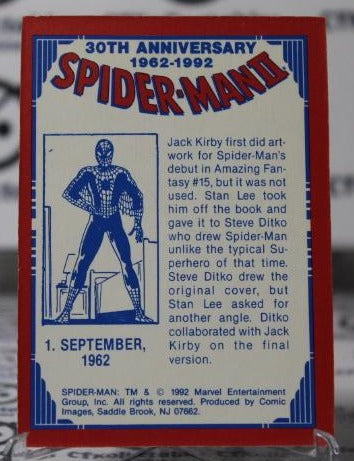 30TH ANNIVERSARY
1962-1992
SPIDER-MAN II
Jack Kirby first did art-
work for Spider-Man's
debut in Amazing Fan-
tasy #15, but it was not
used. Stan Lee took
him off the book and
gave it to Steve Ditko
who drew Spider-Man
unlike the typical Su-
perhero of that time.
Steve Ditko drew the
original cover, but
Stan Lee asked for
another angle. Ditko
collaborated with Jack
Kirby on the final
version.
1. SEPTEMBER,
1962
SPIDER-MAN: TM & © 1992 Marvel Entertainment
Group, Inc. All rights reserved. Produced by Comic
Images, Saddle Brook, NJ 07662.